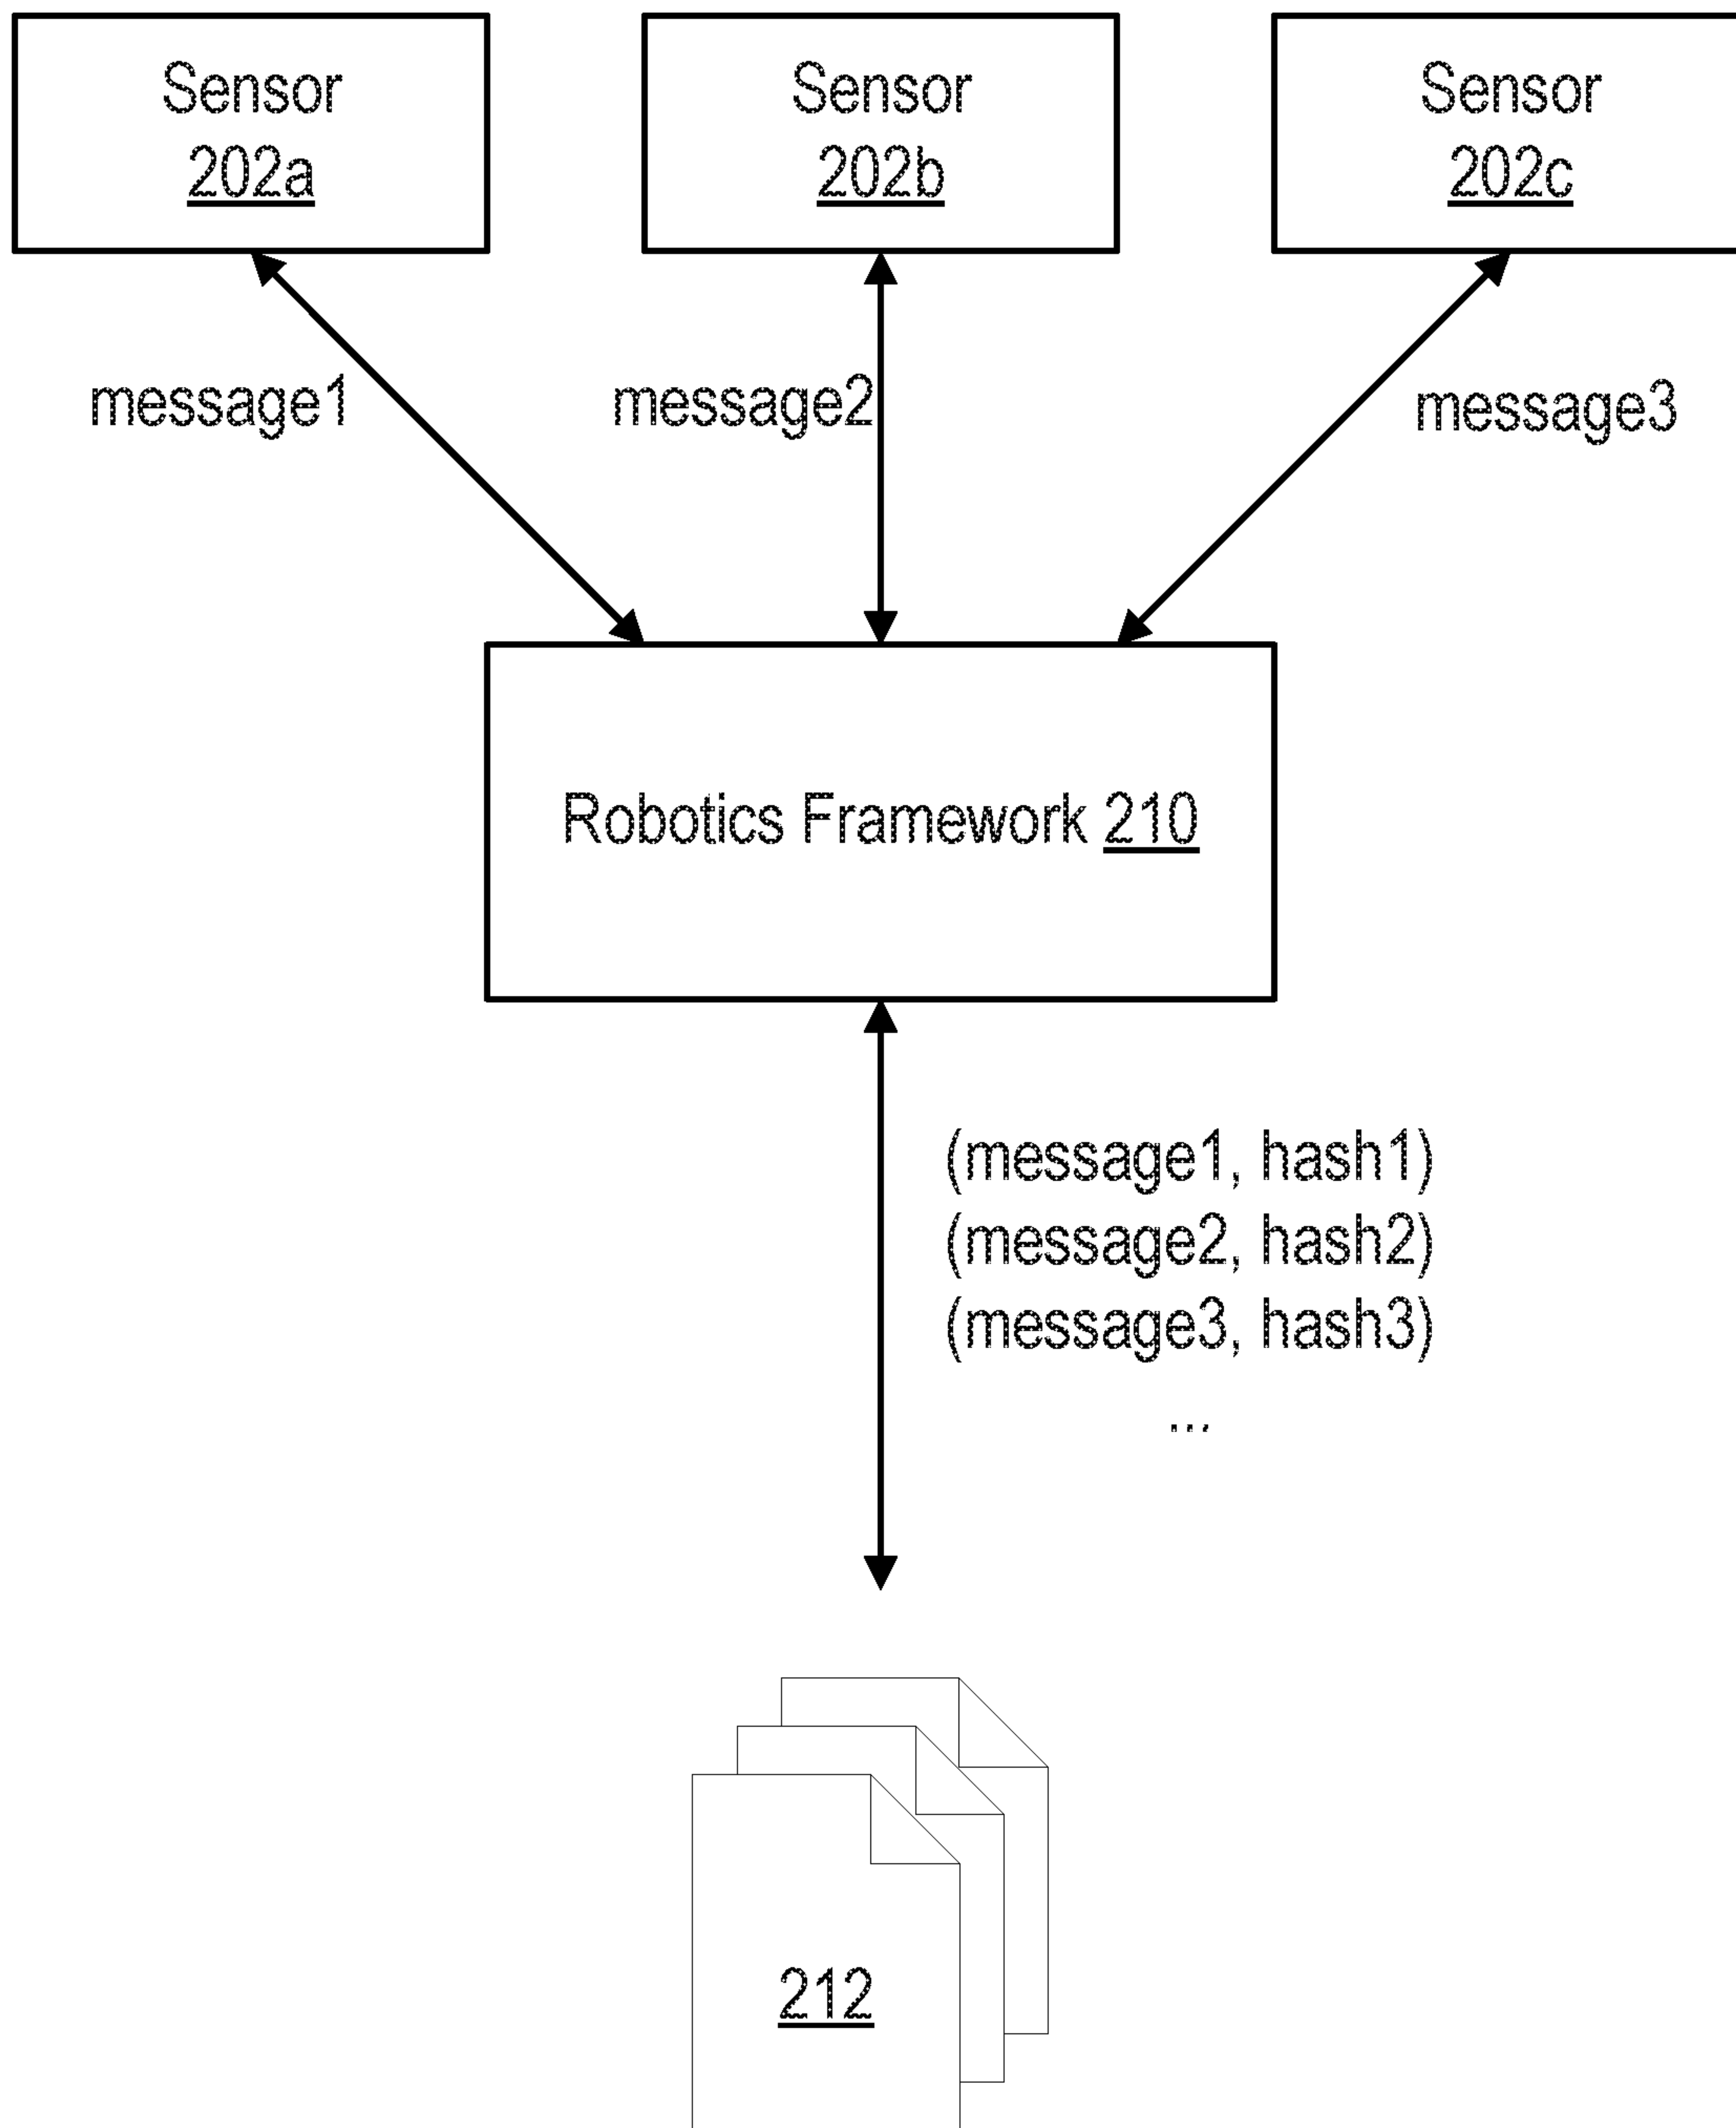 Sensor
202a
Sensor
202b
Sensor
202c
message1
message2
message3
Robotics Framework 210
(message1, hash1)
(message2, hash2)
(message3, hash3)
...
212